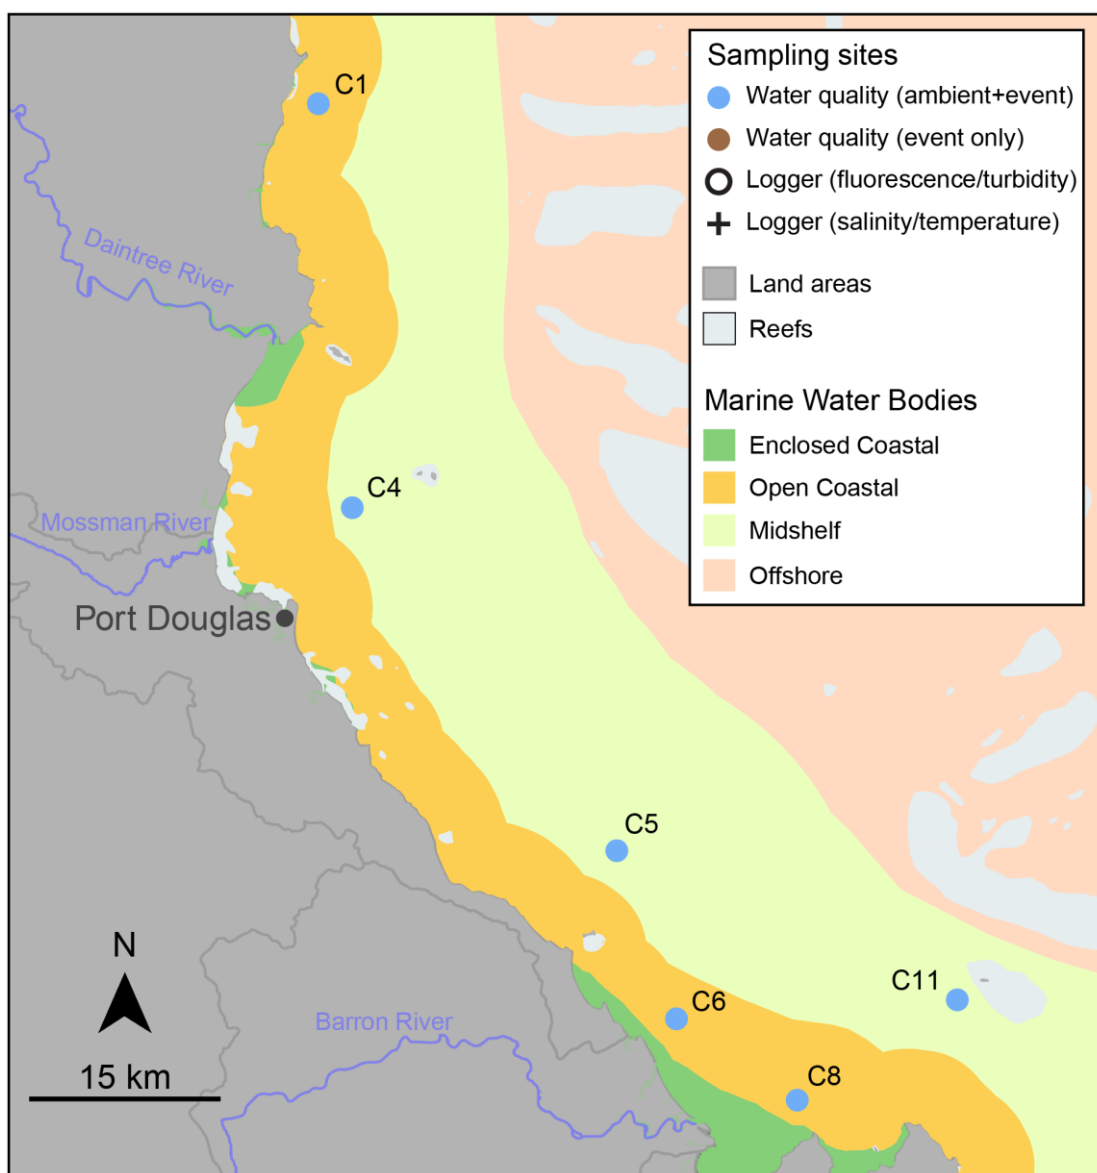 Sampling sites
Water quality (ambient+event)
Water quality (event only)
Logger (fluorescence/turbidity)
Logger (salinity/temperature)
Land areas
Reefs
Marine Water Bodies
Enclosed Coastal
Open Coastal
Midshelf
Offshore
C1
Daintree River
C4
Mossman River
Port Douglas
C5
N
C11
C6
Barron River
15 km
C8